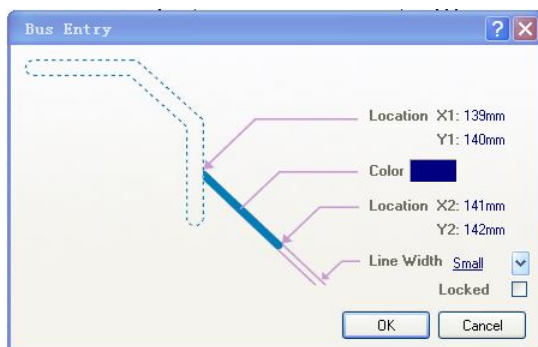 Bus Entry
Location X1: 139mm
Y1: 140mm
Color
Location X2: 141mm
Y2: 142mm
Line Width Small
Locked
OK Cancel